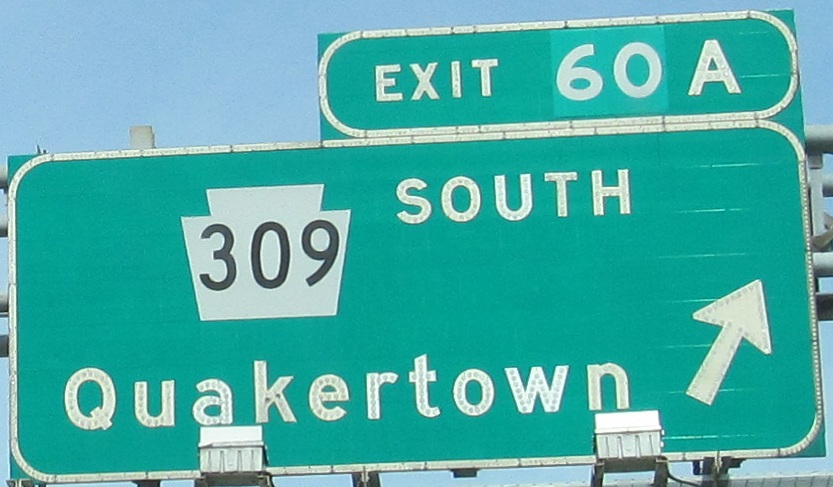 EXIT 60 A
309 SOUTH
Quakertown